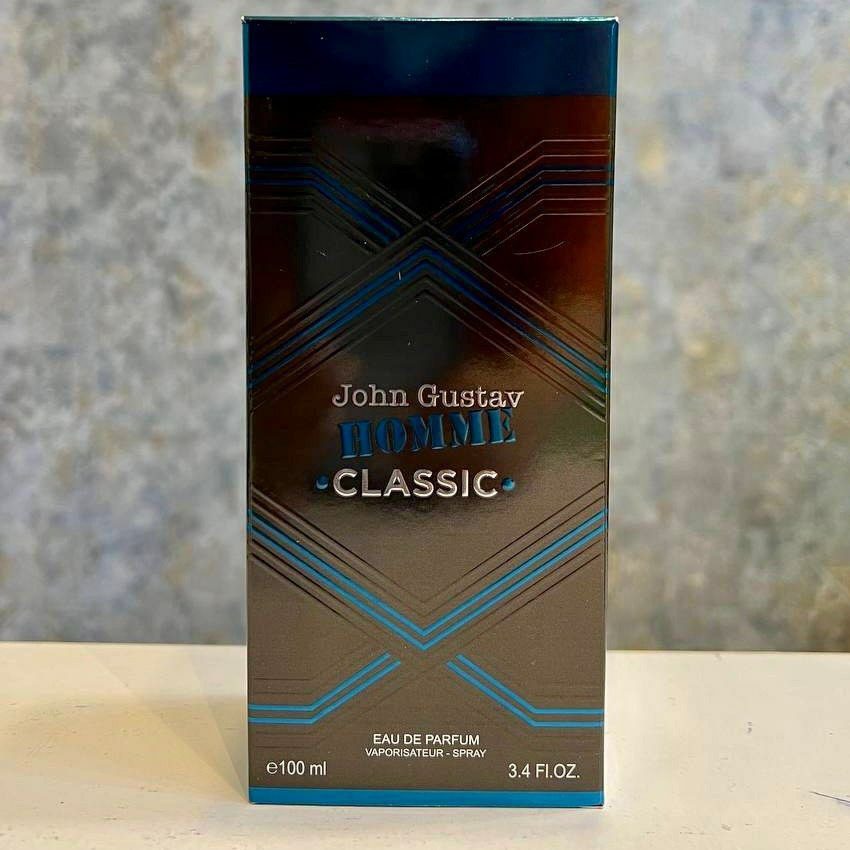 John Gustav
HOMME
•CLASSIC•
EAU DE PARFUM
VAPORISATEUR - SPRAY
℮100 ml 3.4 Fl.OZ.